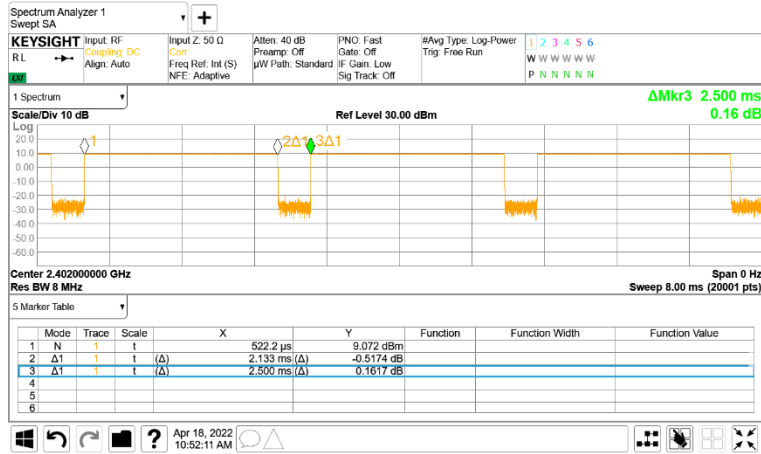 Spectrum Analyzer 1
Swept SA
+
KEYSIGHT Input: RF Input Z: 50 Ω Atten: 40 dB PNO: Fast #Avg Type: Log-Power 1 2 3 4 5 6
R L Coupling: DC Corr Preamp: Off Gate: Off Trig: Free Run
Align: Auto Freq Ref: Int (S) µW Path: Standard IF Gain: Low W W W W W W
LXI NFE: Adaptive Sig Track: Off P N N N N N
1 Spectrum
ΔMkr3 2.500 ms
Scale/Div 10 dB Ref Level 30.00 dBm 0.16 dB
Log
20.0 1 2Δ1 3Δ1
10.0
0.00
-10.0
-20.0
-30.0
-40.0
-50.0
-60.0
Center 2.402000000 GHz Span 0 Hz
Res BW 8 MHz Sweep 8.00 ms (20001 pts)
5 Marker Table
Mode Trace Scale X Y Function Function Width Function Value
1 N 1 t 522.2 µs 9.072 dBm
2 Δ1 1 t (Δ) 2.133 ms (Δ) -0.5174 dB
3 Δ1 1 t (Δ) 2.500 ms (Δ) 0.1617 dB
4
5
6
? Apr 18, 2022
10:52:11 AM